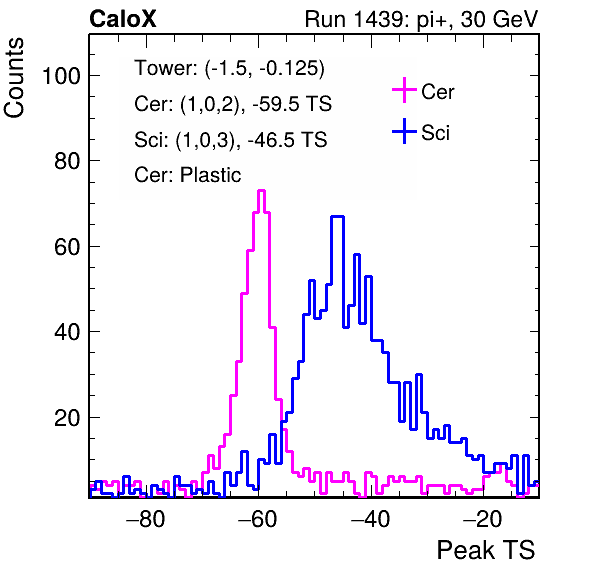 CaloX Run 1439: pi+, 30 GeV
Counts
Tower: (-1.5, -0.125)
Cer: (1,0,2), -59.5 TS
Sci: (1,0,3), -46.5 TS
Cer: Plastic
Cer
Sci
100
80
60
40
20
−80 −60 −40 −20
Peak TS